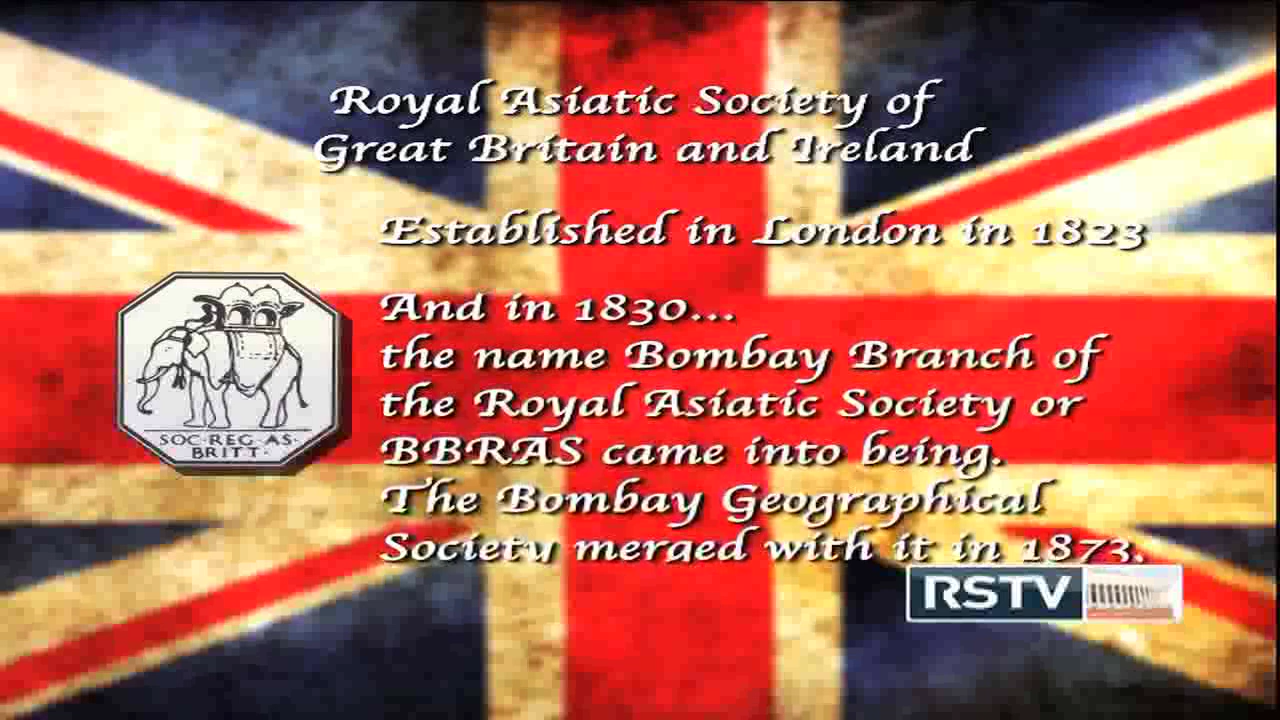 Royal Asiatic Society of
Great Britain and Ireland
Established in London in 1823
And in 1830...
the name Bombay Branch of
the Royal Asiatic Society or
BBRAS came into being.
The Bombay Geographical
Society merged with it in 1873.
SOC·REG·AS·
BRITT·
RSTV